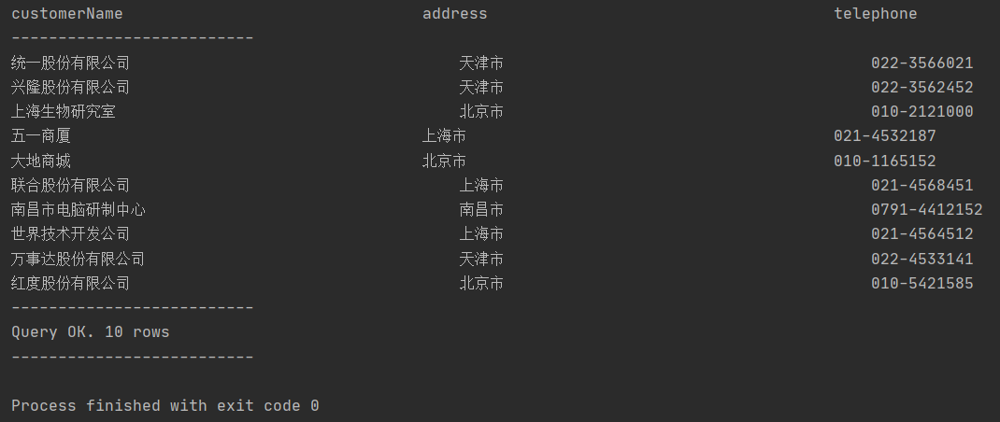 customerName address telephone
--------------------------
统一股份有限公司 天津市 022-3566021
兴隆股份有限公司 天津市 022-3562452
上海生物研究室 北京市 010-2121000
五一商厦 上海市 021-4532187
大地商城 北京市 010-1165152
联合股份有限公司 上海市 021-4568451
南昌市电脑研制中心 南昌市 0791-4412152
世界技术开发公司 上海市 021-4564512
万事达股份有限公司 天津市 022-4533141
红度股份有限公司 北京市 010-5421585
--------------------------
Query OK. 10 rows
--------------------------
Process finished with exit code 0